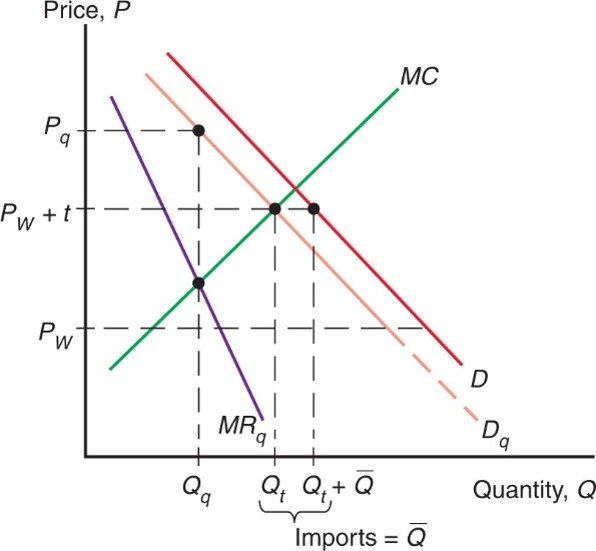 Price, P
MC
P_q
P_W + t
P_W
D
MR_q
D_q
Q_q
Q_t
Q_t + Q̅
Quantity, Q
Imports = Q̅